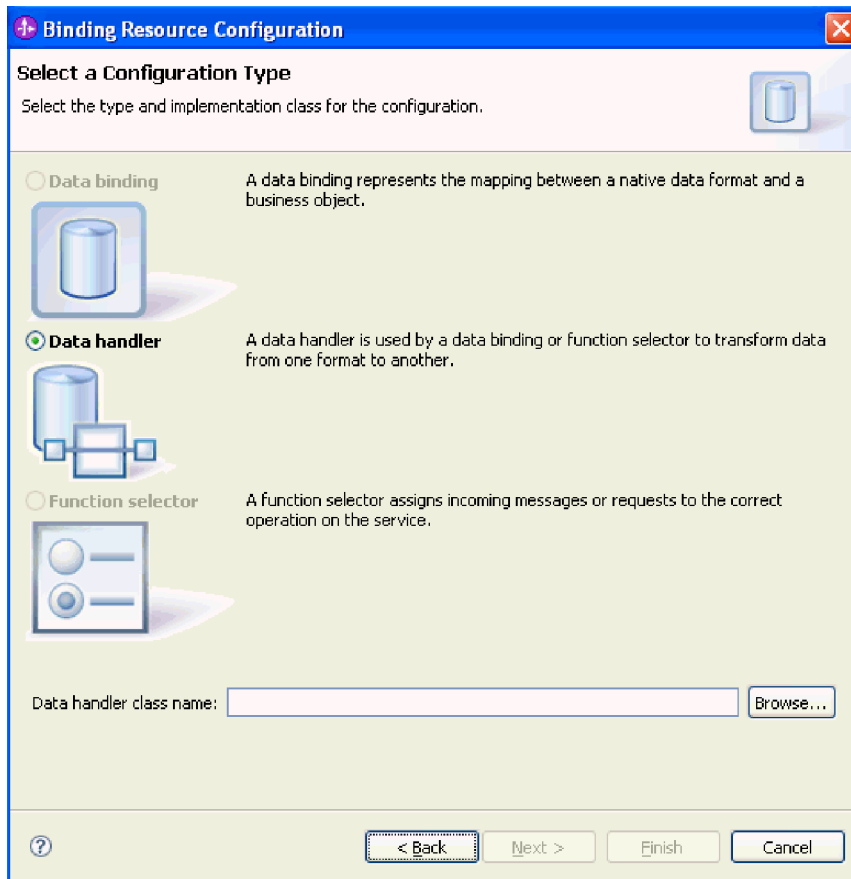 Binding Resource Configuration
Select a Configuration Type
Select the type and implementation class for the configuration.
Data binding
A data binding represents the mapping between a native data format and a
business object.
Data handler
A data handler is used by a data binding or function selector to transform data
from one format to another.
Function selector
A function selector assigns incoming messages or requests to the correct
operation on the service.
Data handler class name:
Browse...
< Back
Next >
Finish
Cancel